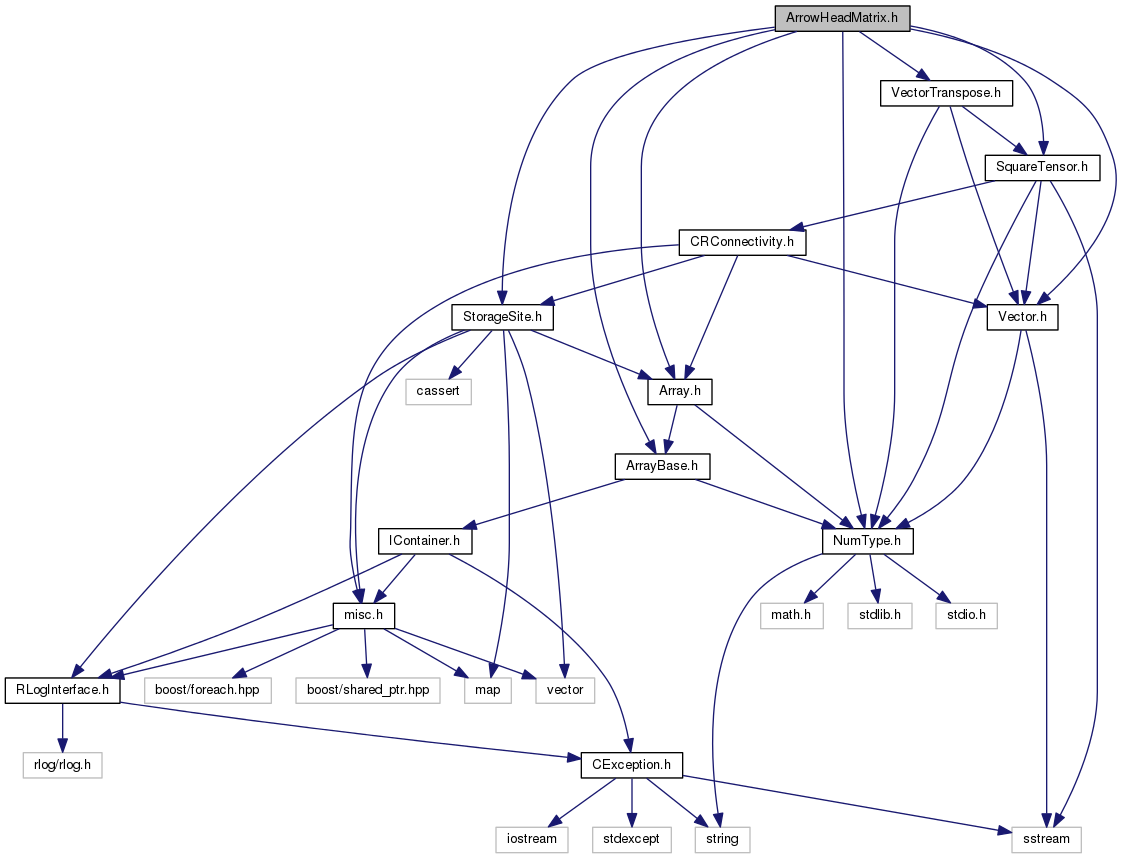 ArrowHeadMatrix.h
VectorTranspose.h
SquareTensor.h
CRConnectivity.h
StorageSite.h
Vector.h
cassert
Array.h
ArrayBase.h
IContainer.h
NumType.h
misc.h
math.h
stdlib.h
stdio.h
RLogInterface.h
boost/foreach.hpp
boost/shared_ptr.hpp
map
vector
rlog/rlog.h
CException.h
iostream
stdexcept
string
sstream